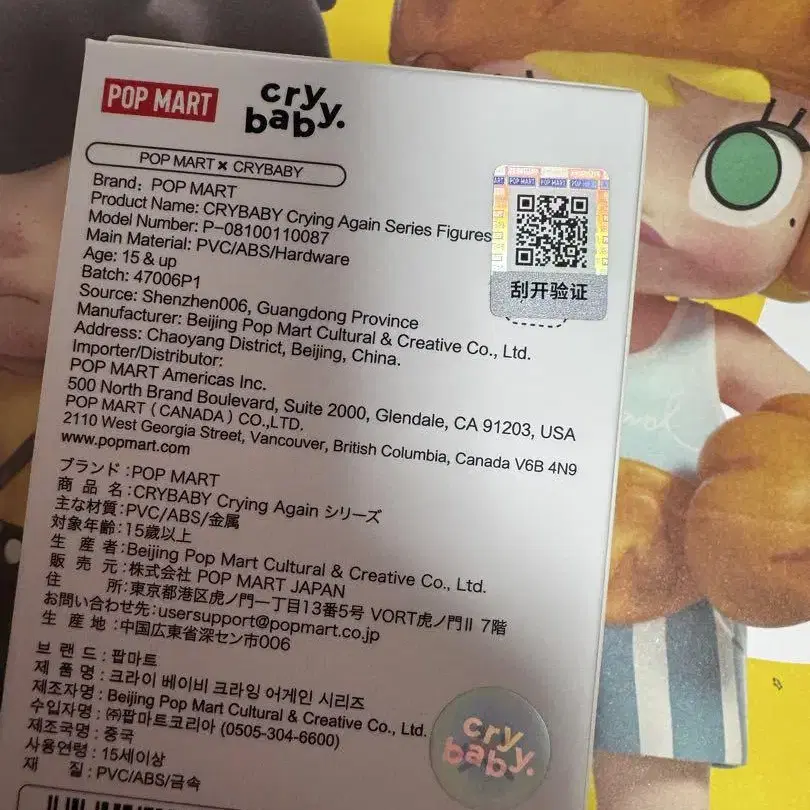 POP MART
cry baby.
POP MART × CRYBABY
Brand: POP MART
Product Name: CRYBABY Crying Again Series Figures
Model Number: P-08100110087
Main Material: PVC/ABS/Hardware
Age: 15 & up
Batch: 47006P1
Source: Shenzhen006, Guangdong Province
Manufacturer: Beijing Pop Mart Cultural & Creative Co., Ltd.
Address: Chaoyang District, Beijing, China.
Importer/Distributor:
POP MART Americas Inc.
500 North Brand Boulevard, Suite 2000, Glendale, CA 91203, USA
POP MART (CANADA) CO.,LTD.
2110 West Georgia Street, Vancouver, British Columbia, Canada V6B 4N9
www.popmart.com
刮开验证
ブランド:POP MART
商品名:CRYBABY Crying Again シリーズ
主な材質:PVC/ABS/金属
対象年齢:15歳以上
生産者:Beijing Pop Mart Cultural & Creative Co., Ltd.
販売元:株式会社 POP MART JAPAN
住所:東京都港区虎ノ門一丁目13番5号 VORT虎ノ門II 7階
お問い合わせ先:usersupport@popmart.co.jp
生産地:中国広東省深セン市006
브랜드 : 팝마트
제품명 : 크라이 베이비 크라잉 어게인 시리즈
제조자명 : Beijing Pop Mart Cultural & Creative Co., Ltd.
수입자명 : ㈜팝마트코리아 (0505-304-6600)
제조국명 : 중국
사용연령 : 15세이상
재질 : PVC/ABS/금속
cry baby.